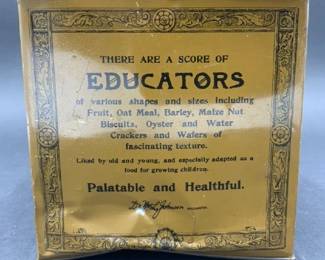 THERE ARE A SCORE OF
EDUCATORS
of various shapes and sizes including
Fruit, Oat Meal, Barley, Maize Nut
Biscuits, Oyster and Water
Crackers and Wafers of
fascinating texture.
Liked by old and young, and especially adapted as a
food for growing children.
Palatable and Healthful.
Johnson